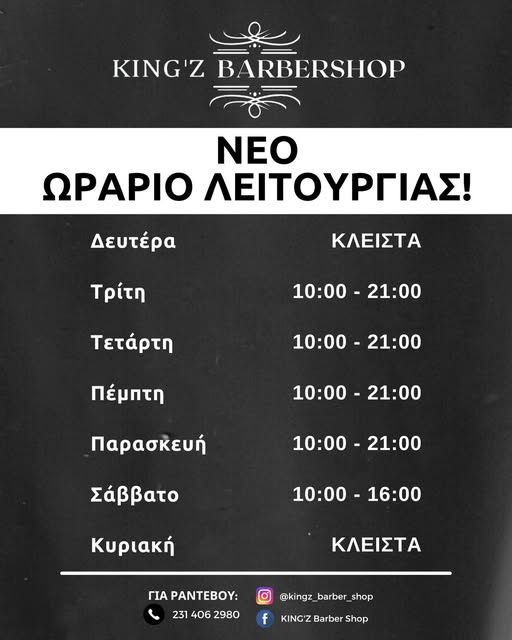 KING'Z BARBERSHOP
ΝΕΟ
ΩΡΑΡΙΟ ΛΕΙΤΟΥΡΓΙΑΣ!
Δευτέρα ΚΛΕΙΣΤΑ
Τρίτη 10:00 - 21:00
Τετάρτη 10:00 - 21:00
Πέμπτη 10:00 - 21:00
Παρασκευή 10:00 - 21:00
Σάββατο 10:00 - 16:00
Κυριακή ΚΛΕΙΣΤΑ
ΓΙΑ ΡΑΝΤΕΒΟΥ: @kingz_barber_shop
231 406 2980 KING'Z Barber Shop